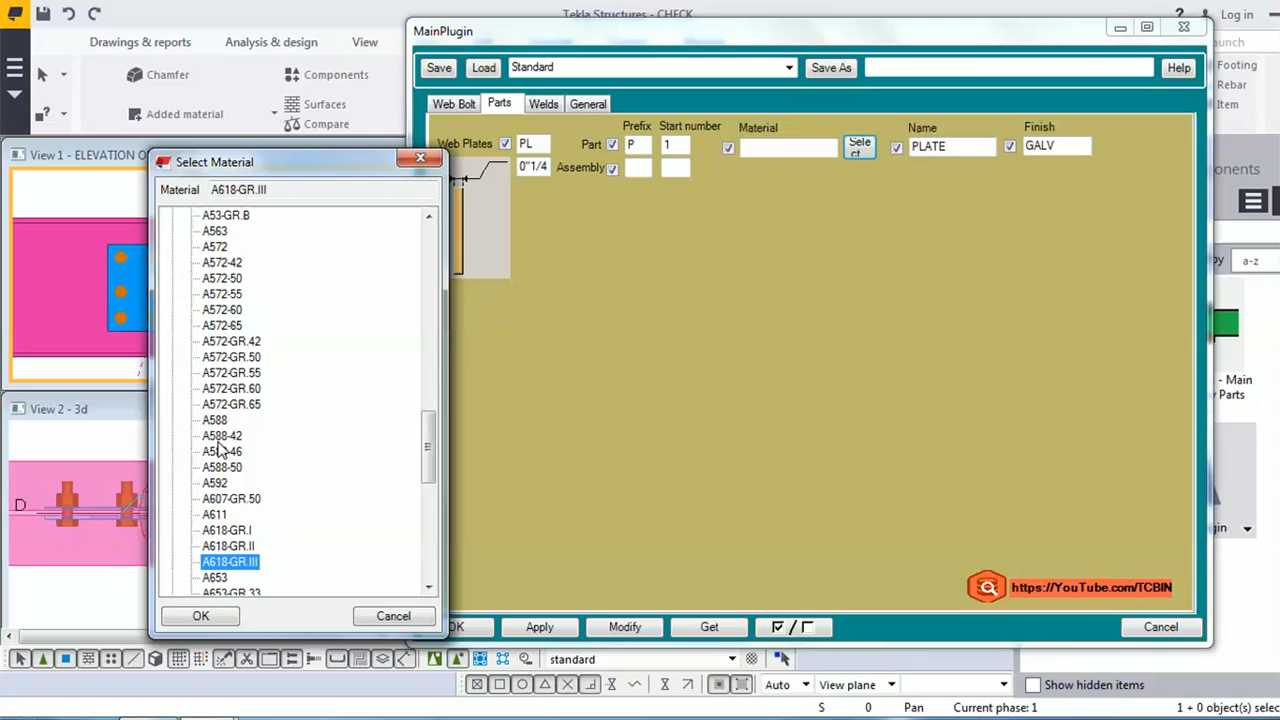 Tekla Structures - CHECK
Log in
Drawings & reports
Analysis & design
View
Chamfer
Components
Added material
Surfaces
Compare
Footing
Rebar
Item
View 1 - ELEVATION O
View 2 - 3d
D
MainPlugin
Save
Load
Standard
Save As
Help
Web Bolt
Parts
Welds
General
Prefix
Start number
Material
Name
Finish
Web Plates
PL
Part
P
1
Sele
ct
PLATE
GALV
0"1/4
Assembly
Select Material
Material A618-GR.III
A53-GR.B
A563
A572
A572-42
A572-50
A572-55
A572-60
A572-65
A572-GR.42
A572-GR.50
A572-GR.55
A572-GR.60
A572-GR.65
A588
A588-42
A588-50
A592
A607-GR.50
A611
A618-GR.I
A618-GR.II
A618-GR.III
A653
A653-GR.33
OK
Cancel
https://YouTube.com/TCBIN
OK
Apply
Modify
Get
/
Cancel
a-z
- Main
Parts
standard
Auto
View plane
Show hidden items
S
0
Pan
Current phase: 1